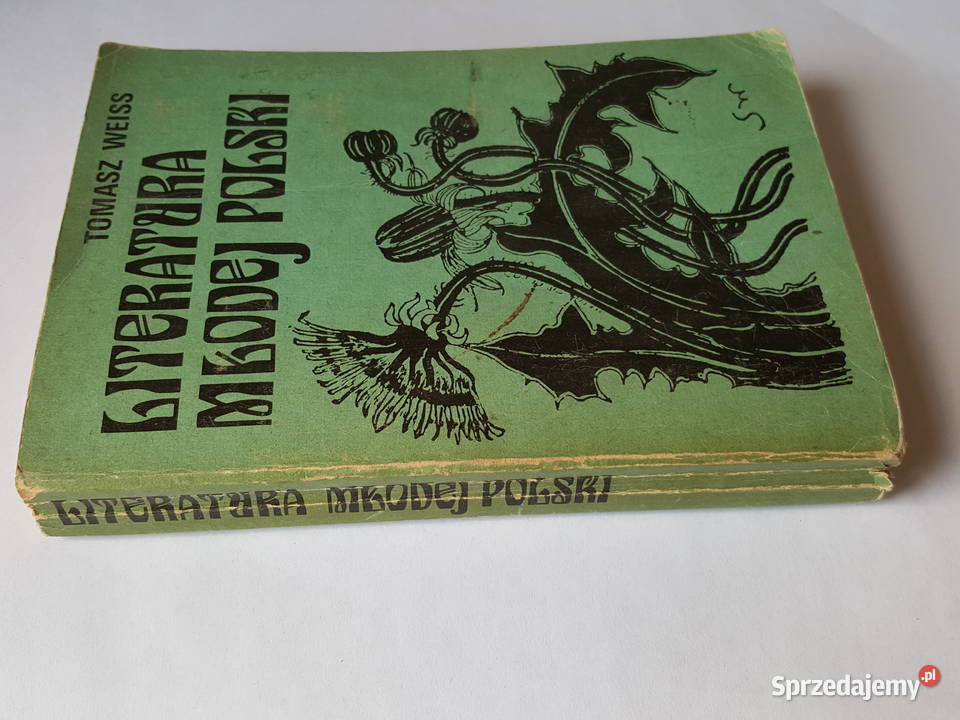 TOMASZ WEISS
LITERATURA
MŁODEJ POLSKI
LITERATURA MŁODEJ POLSKI
Sprzedajemy.pl